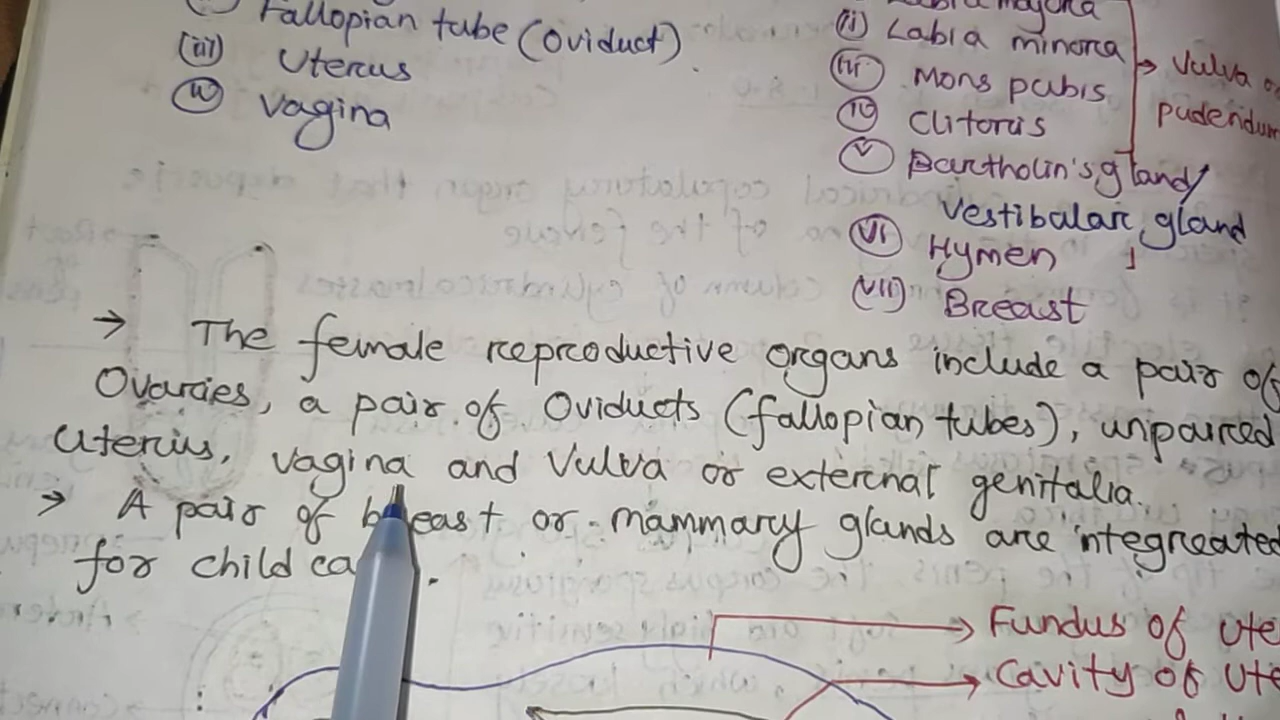 Fallopian tube (Oviduct)
(iii) Uterus
(iv) Vagina
Labia majora
(ii) Labia minora
(iii) Mons pubis
(iv) Clitoris
(v) Bartholin's gland/
Vestibular gland
(vi) Hymen
(vii) Breast
Vulva or
pudendum
→ The female reproductive organs include a pair of
Ovaries, a pair of Oviducts (fallopian tubes), unpaired
Uterus, vagina and Vulva or external genitalia.
→ A pair of breast or mammary glands are integreated
for child ca
Fundus of Ute
Cavity of Ute